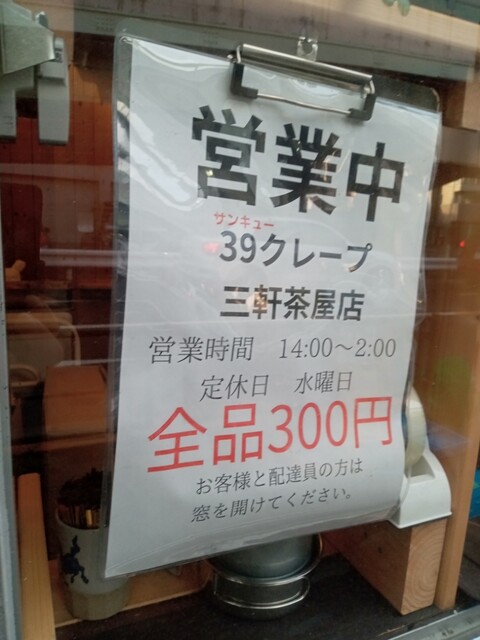 営業中
サンキュー
39クレープ
三軒茶屋店
営業時間　14:00～2:00
定休日　水曜日
全品300円
お客様と配達員の方は
窓を開けてください。